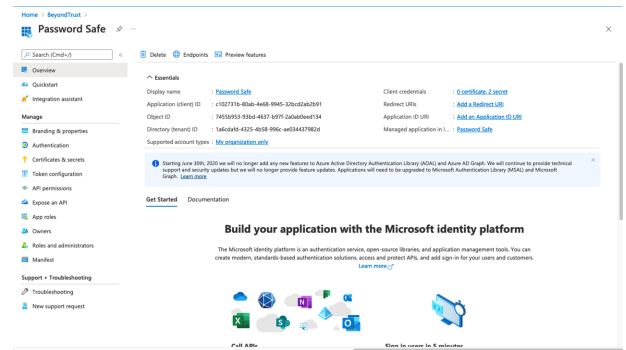 Home > BeyondTrust >
Password Safe
Search (Cmd+/)
Delete Endpoints Preview features
Overview
Quickstart
Integration assistant
Manage
Branding & properties
Authentication
Certificates & secrets
Token configuration
API permissions
Expose an API
App roles
Owners
Roles and administrators
Manifest
Support + Troubleshooting
Troubleshooting
New support request
Essentials
Display name : Password Safe
Application (client) ID : c102731b-80ab-4e68-9945-32bcd2ab2b91
Object ID : 7455b953-93bd-4637-b97f-2a0ab0eed134
Directory (tenant) ID : 1a6cdafd-4325-4b58-996c-ae034437982d
Supported account types : My organization only
Client credentials : 0 certificate, 2 secret
Redirect URIs : Add a Redirect URI
Application ID URI : Add an Application ID URI
Managed application in l... : Password Safe
Starting June 30th, 2020 we will no longer add any new features to Azure Active Directory Authentication Library (ADAL) and Azure AD Graph. We will continue to provide technical
support and security updates but we will no longer provide feature updates. Applications will need to be upgraded to Microsoft Authentication Library (MSAL) and Microsoft
Graph. Learn more
Get Started Documentation
Build your application with the Microsoft identity platform
The Microsoft identity platform is an authentication service, open-source libraries, and application management tools. You can
create modern, standards-based authentication solutions, access and protect APIs, and add sign-in for your users and customers.
Learn more
Call APIs
Sign in users in 5 minutes